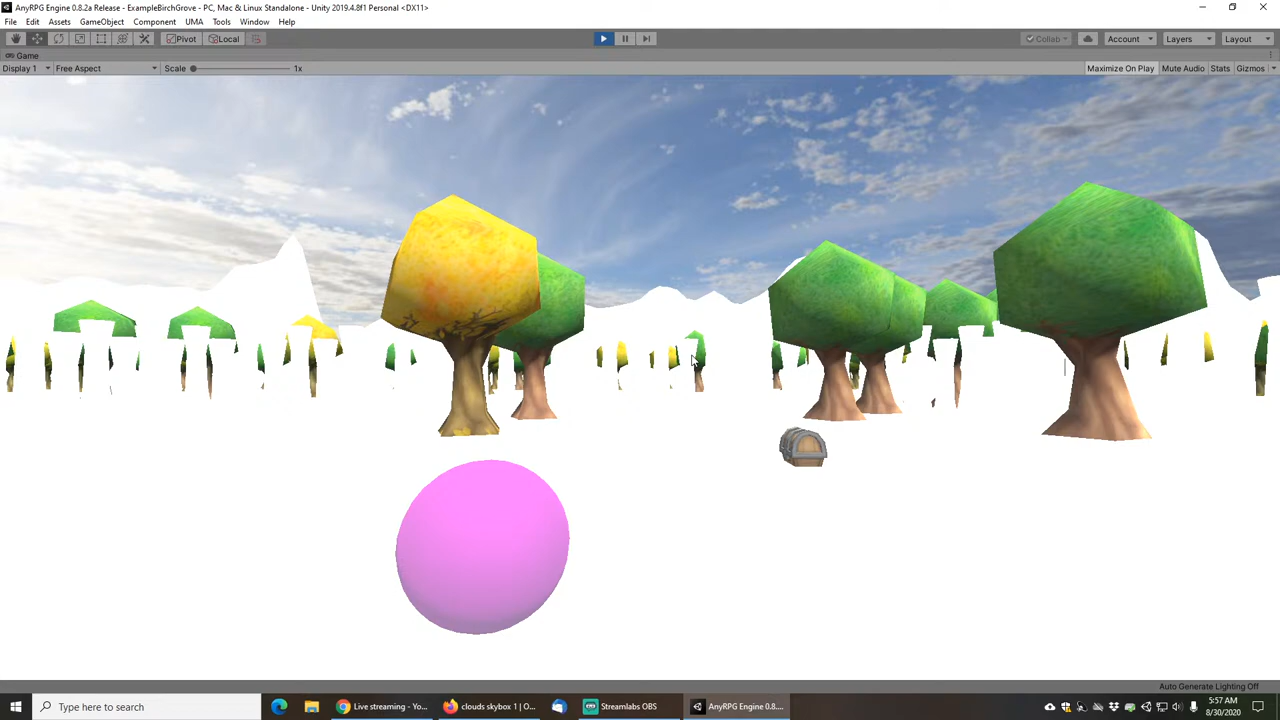 AnyRPG Engine 0.8.2a Release - ExampleBirchGrove - PC, Mac & Linux Standalone - Unity 2019.4.8f1 Personal <DX11>
File Edit Assets GameObject Component UMA Tools Window Help
Pivot Local Collab Account Layers Layout
Game
Display 1 Free Aspect Scale 1x Maximize On Play Mute Audio Stats Gizmos
Auto Generate Lighting Off
Type here to search
Live streaming - Yo...
clouds skybox 1 | O...
Streamlabs OBS
AnyRPG Engine 0.8....
5:57 AM
8/30/2020